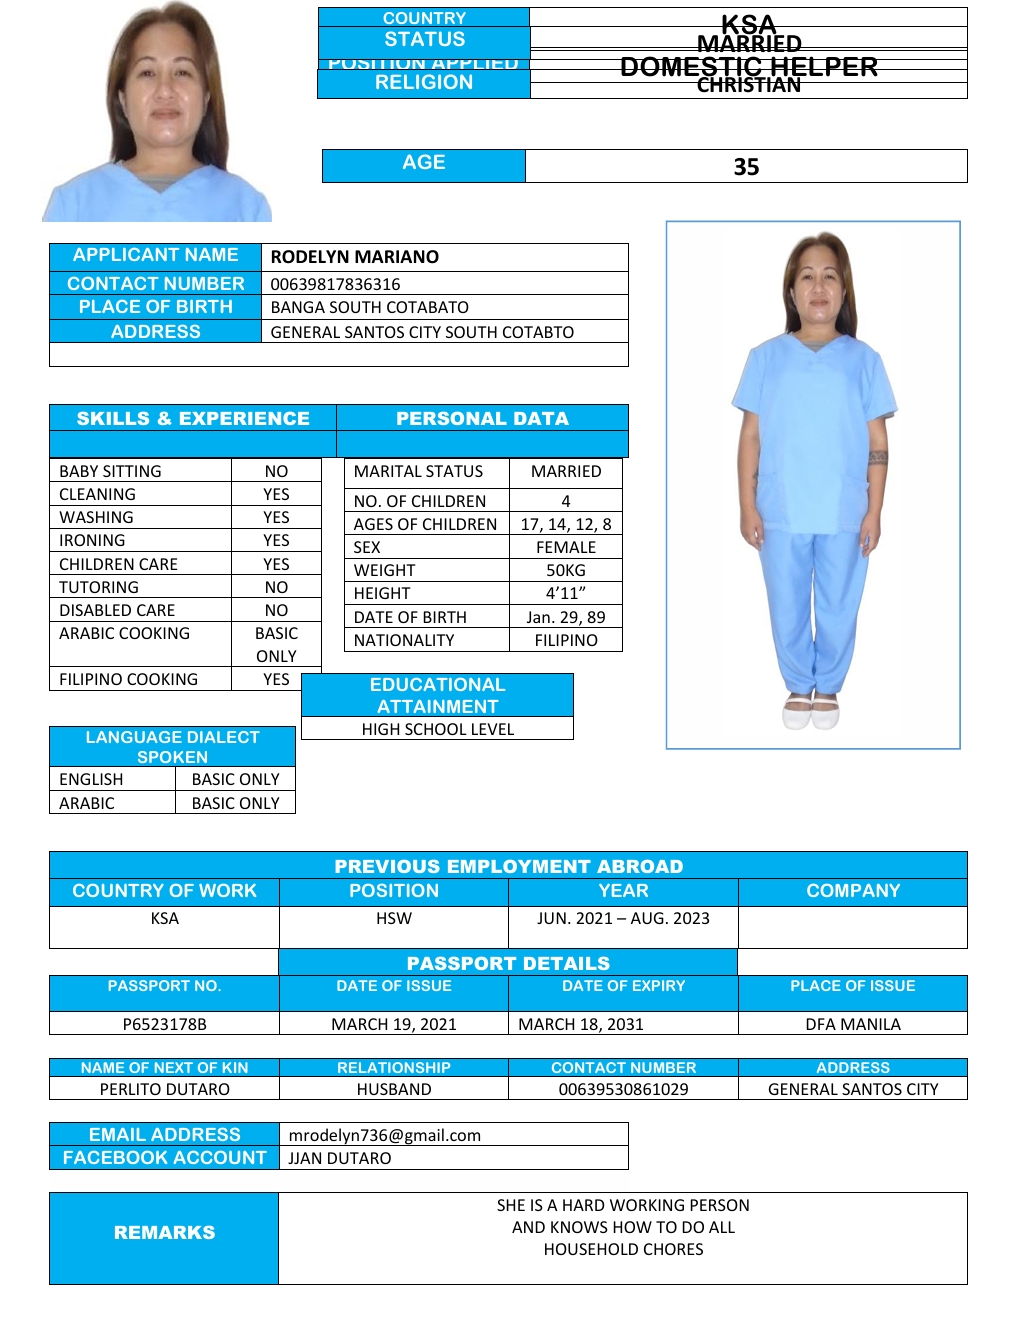 COUNTRY KSA
STATUS MARRIED
POSITION APPLIED DOMESTIC HELPER
RELIGION CHRISTIAN
AGE 35
APPLICANT NAME RODELYN MARIANO
CONTACT NUMBER 00639817836316
PLACE OF BIRTH BANGA SOUTH COTABATO
ADDRESS GENERAL SANTOS CITY SOUTH COTABTO
SKILLS & EXPERIENCE PERSONAL DATA
BABY SITTING NO
CLEANING YES
WASHING YES
IRONING YES
CHILDREN CARE YES
TUTORING NO
DISABLED CARE NO
ARABIC COOKING BASIC
ONLY
FILIPINO COOKING YES
MARITAL STATUS MARRIED
NO. OF CHILDREN 4
AGES OF CHILDREN 17, 14, 12, 8
SEX FEMALE
WEIGHT 50KG
HEIGHT 4’11”
DATE OF BIRTH Jan. 29, 89
NATIONALITY FILIPINO
EDUCATIONAL
ATTAINMENT
HIGH SCHOOL LEVEL
LANGUAGE DIALECT
SPOKEN
ENGLISH BASIC ONLY
ARABIC BASIC ONLY
PREVIOUS EMPLOYMENT ABROAD
COUNTRY OF WORK POSITION YEAR COMPANY
KSA HSW JUN. 2021 – AUG. 2023
PASSPORT DETAILS
PASSPORT NO. DATE OF ISSUE DATE OF EXPIRY PLACE OF ISSUE
P6523178B MARCH 19, 2021 MARCH 18, 2031 DFA MANILA
NAME OF NEXT OF KIN RELATIONSHIP CONTACT NUMBER ADDRESS
PERLITO DUTARO HUSBAND 00639530861029 GENERAL SANTOS CITY
EMAIL ADDRESS mrodelyn736@gmail.com
FACEBOOK ACCOUNT JJAN DUTARO
REMARKS
SHE IS A HARD WORKING PERSON
AND KNOWS HOW TO DO ALL
HOUSEHOLD CHORES